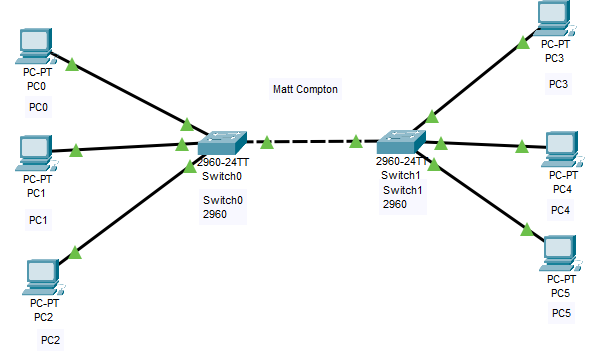 PC-PT
PC0
PC0
PC-PT
PC1
PC1
PC-PT
PC2
PC2
Matt Compton
2960-24TT
Switch0
Switch0
2960
2960-24TT
Switch1
Switch1
2960
PC-PT
PC3
PC3
PC-PT
PC4
PC4
PC-PT
PC5
PC5